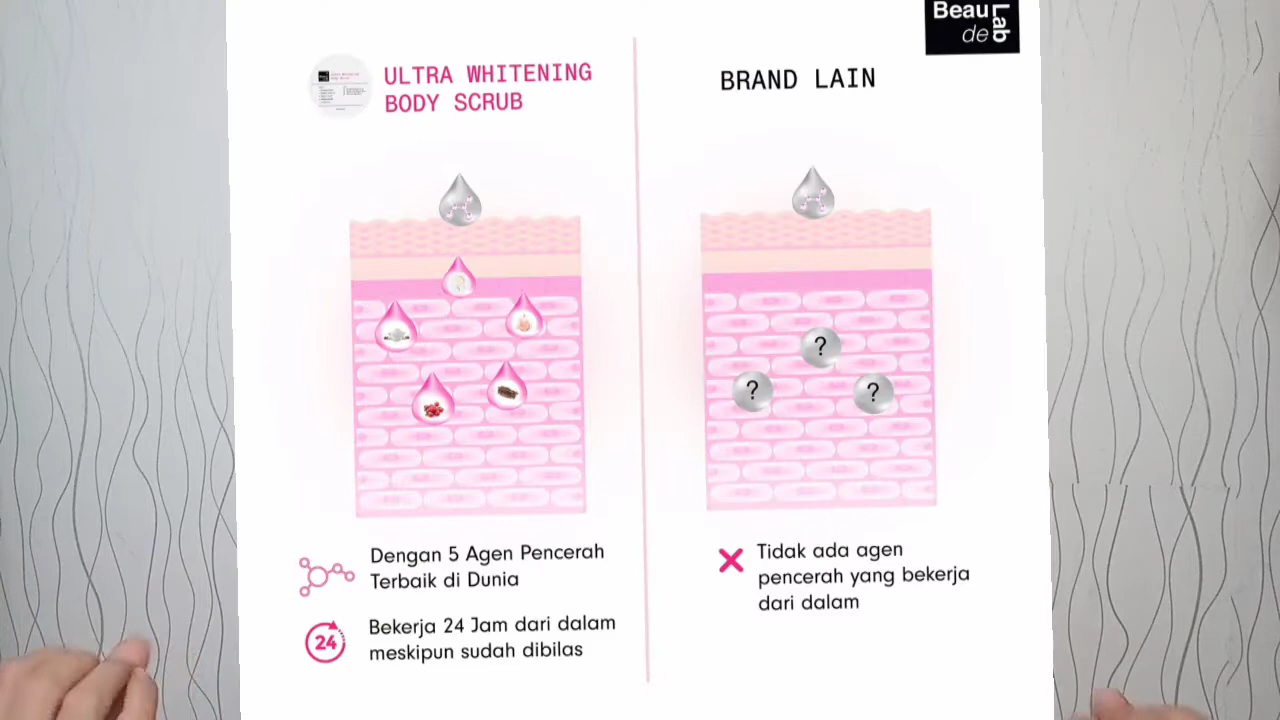 Beau
de
Lab
ULTRA WHITENING
BODY SCRUB
BRAND LAIN
?
?
?
Dengan 5 Agen Pencerah
Terbaik di Dunia
24
Bekerja 24 Jam dari dalam
meskipun sudah dibilas
Tidak ada agen
pencerah yang bekerja
dari dalam